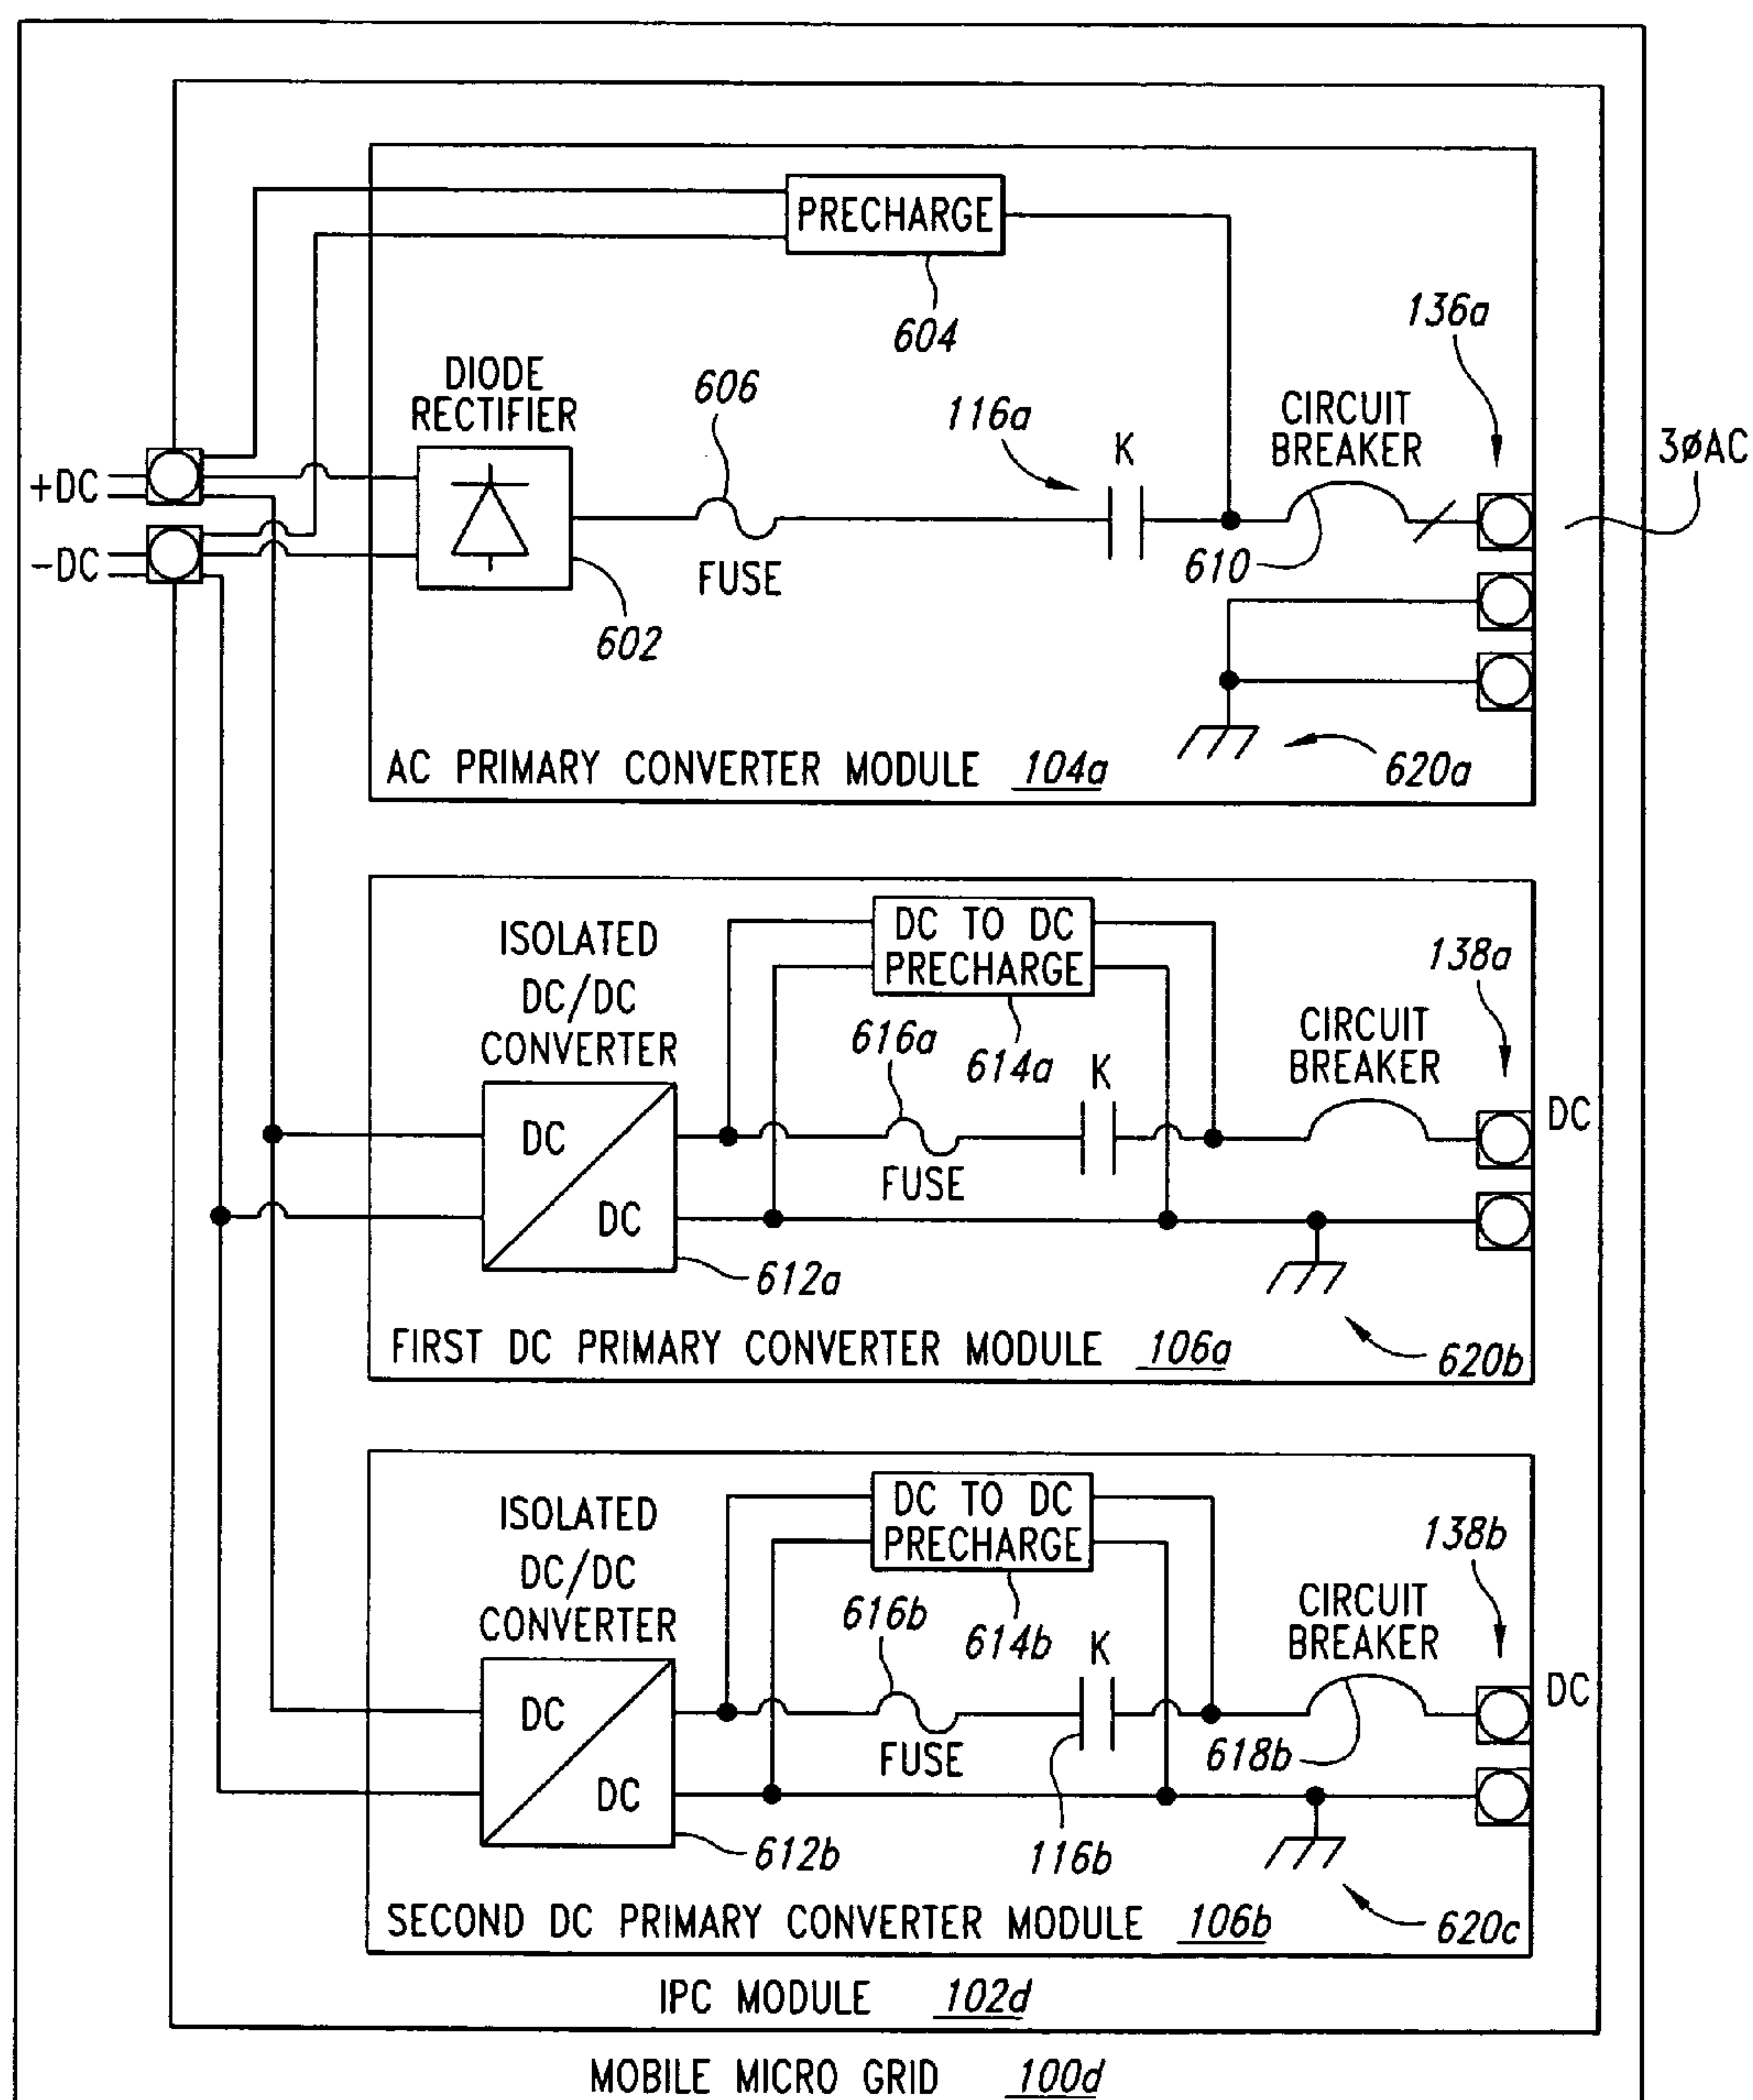 PRECHARGE
604
136a
DIODE
RECTIFIER
606
116a
K
CIRCUIT
BREAKER
3øAC
+DC
-DC
610
FUSE
602
620a
AC PRIMARY CONVERTER MODULE 104a
ISOLATED
DC/DC
CONVERTER
DC TO DC
PRECHARGE
138a
616a
614a
K
CIRCUIT
BREAKER
DC
DC
FUSE
DC
612a
FIRST DC PRIMARY CONVERTER MODULE 106a
620b
ISOLATED
DC/DC
CONVERTER
DC TO DC
PRECHARGE
138b
616b
614b
K
CIRCUIT
BREAKER
DC
DC
FUSE
618b
DC
612b
116b
SECOND DC PRIMARY CONVERTER MODULE 106b
620c
IPC MODULE 102d
MOBILE MICRO GRID 100d